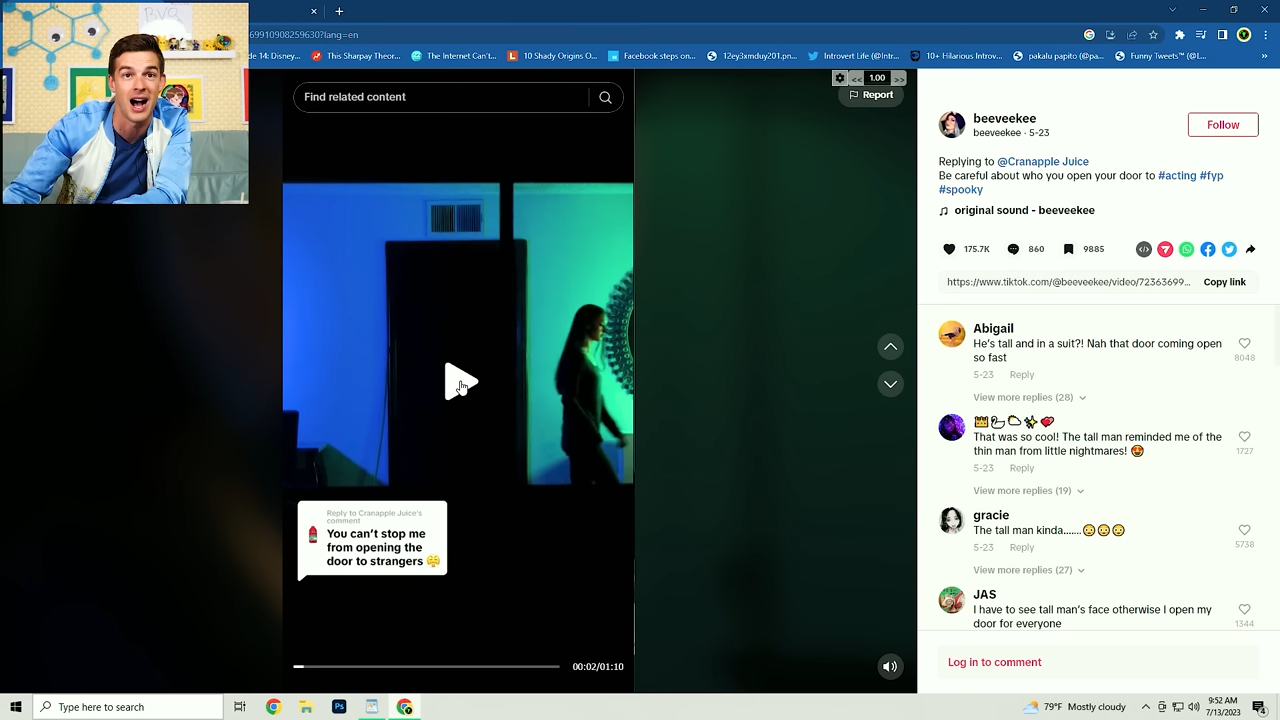 BVQ
69910908259630?lang=en
de 14: Disney...
This Sharpay Theor...
The Internet Can't...
10 Shady Cover-O...
Facebook steps on...
12ey3xmduy201.pn...
Introvert Life (@Intr...
10+ Hilarious Introv...
pakalu papito (@pa...
Funny Tweets™ (@L...
Find related content
<< 1.00 >>
Report
beeveekee
beeveekee · 5-23
Follow
Replying to @Cranapple Juice
Be careful about who you open your door to #acting #fyp
#spooky
original sound - beeveekee
175.7K 860 9885
https://www.tiktok.com/@beeveekee/video/72363699... Copy link
Abigail
He's tall and in a suit?! Nah that door coming open
so fast
8048
5-23 Reply
View more replies (28)
👑🦢🌥✨💝
That was so cool! The tall man reminded me of the
thin man from little nightmares! 🤩
1727
5-23 Reply
View more replies (19)
gracie
The tall man kinda.......😏😏😏
5738
5-23 Reply
View more replies (27)
JAS
I have to see tall man's face otherwise I open my
door for everyone
1344
Log in to comment
Reply to Cranapple Juice's
comment
You can't stop me
from opening the
door to strangers 😤
00:02/01:10
Type here to search
79°F Mostly cloudy
9:52 AM
7/13/2023
4